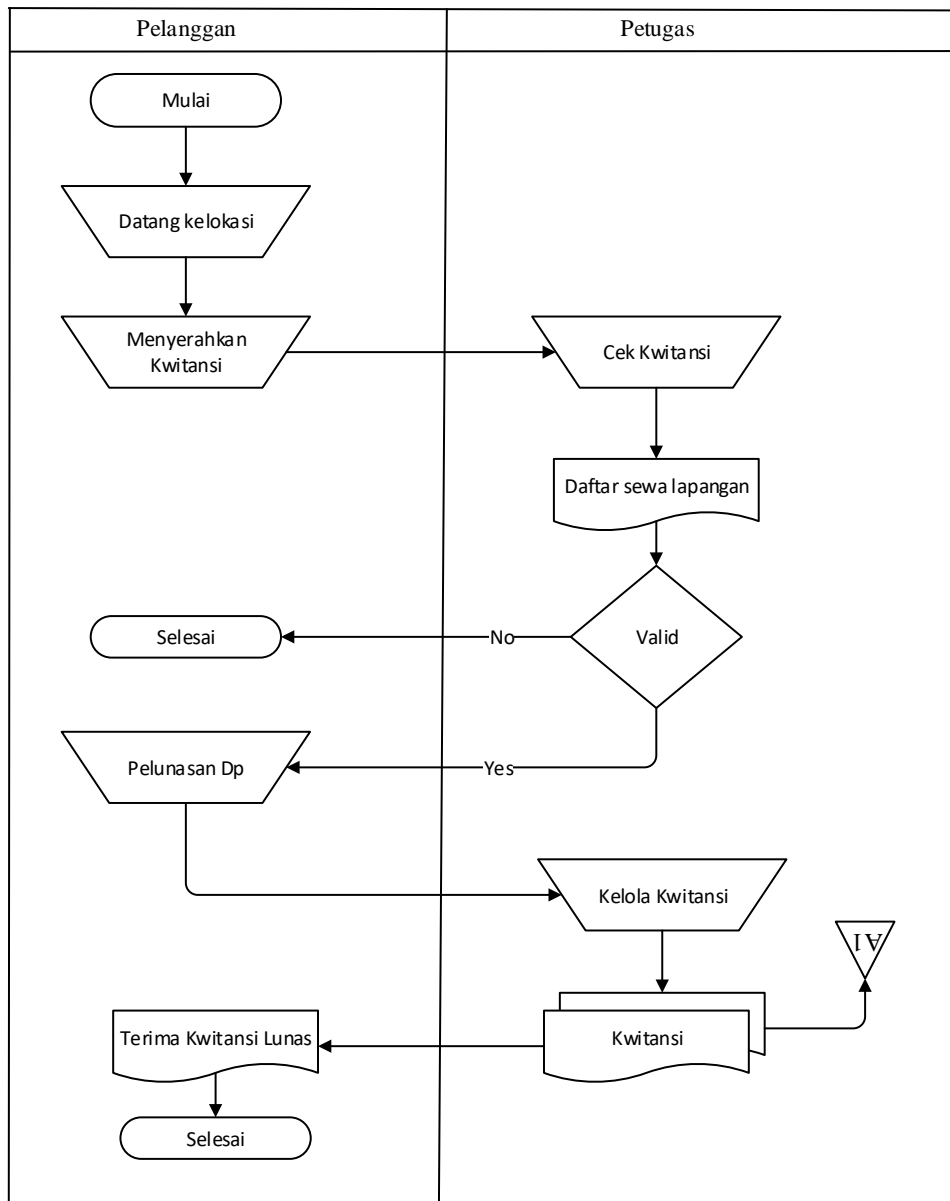 Pelanggan
Petugas
Mulai
Datang kelokasi
Menyerahkan
Kwitansi
Cek Kwitansi
Daftar sewa lapangan
Valid
No
Selesai
Yes
Pelunasan Dp
Kelola Kwitansi
A1
Kwitansi
Terima Kwitansi Lunas
Selesai